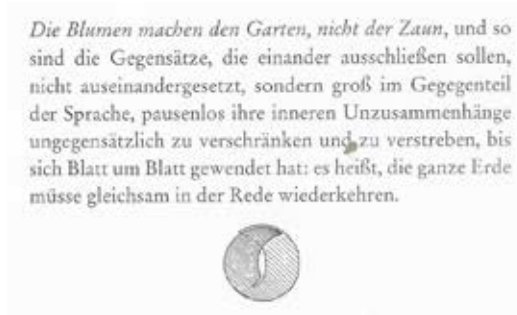 Die Blumen machen den Garten, nicht der Zaun, und so
sind die Gegensätze, die einander ausschließen sollen,
nicht auseinandergesetzt, sondern groß im Gegegenteil
der Sprache, pausenlos ihre inneren Unzusammenhänge
ungegensätzlich zu verschränken und zu verstreben, bis
sich Blatt um Blatt gewendet hat: es heißt, die ganze Erde
müsse gleichsam in der Rede wiederkehren.